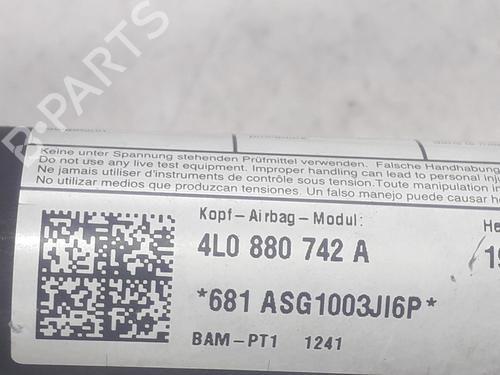 Keine unter Spannung stehenden Prüfmittel verwenden. Falsche Handhabung
Do not use any live test equipment. Improper handling can lead to personal
Ne jamais utiliser d'instruments de contrôle sous tension.Toute manipulation
No utilizar medios que produzcan tensiones. Un falso manejo puede causar
Kopf-Airbag-Modul:
He
4L0 880 742 A
19
*681 ASG1003JI6P*
BAM-PT1 1241
B-PARTS